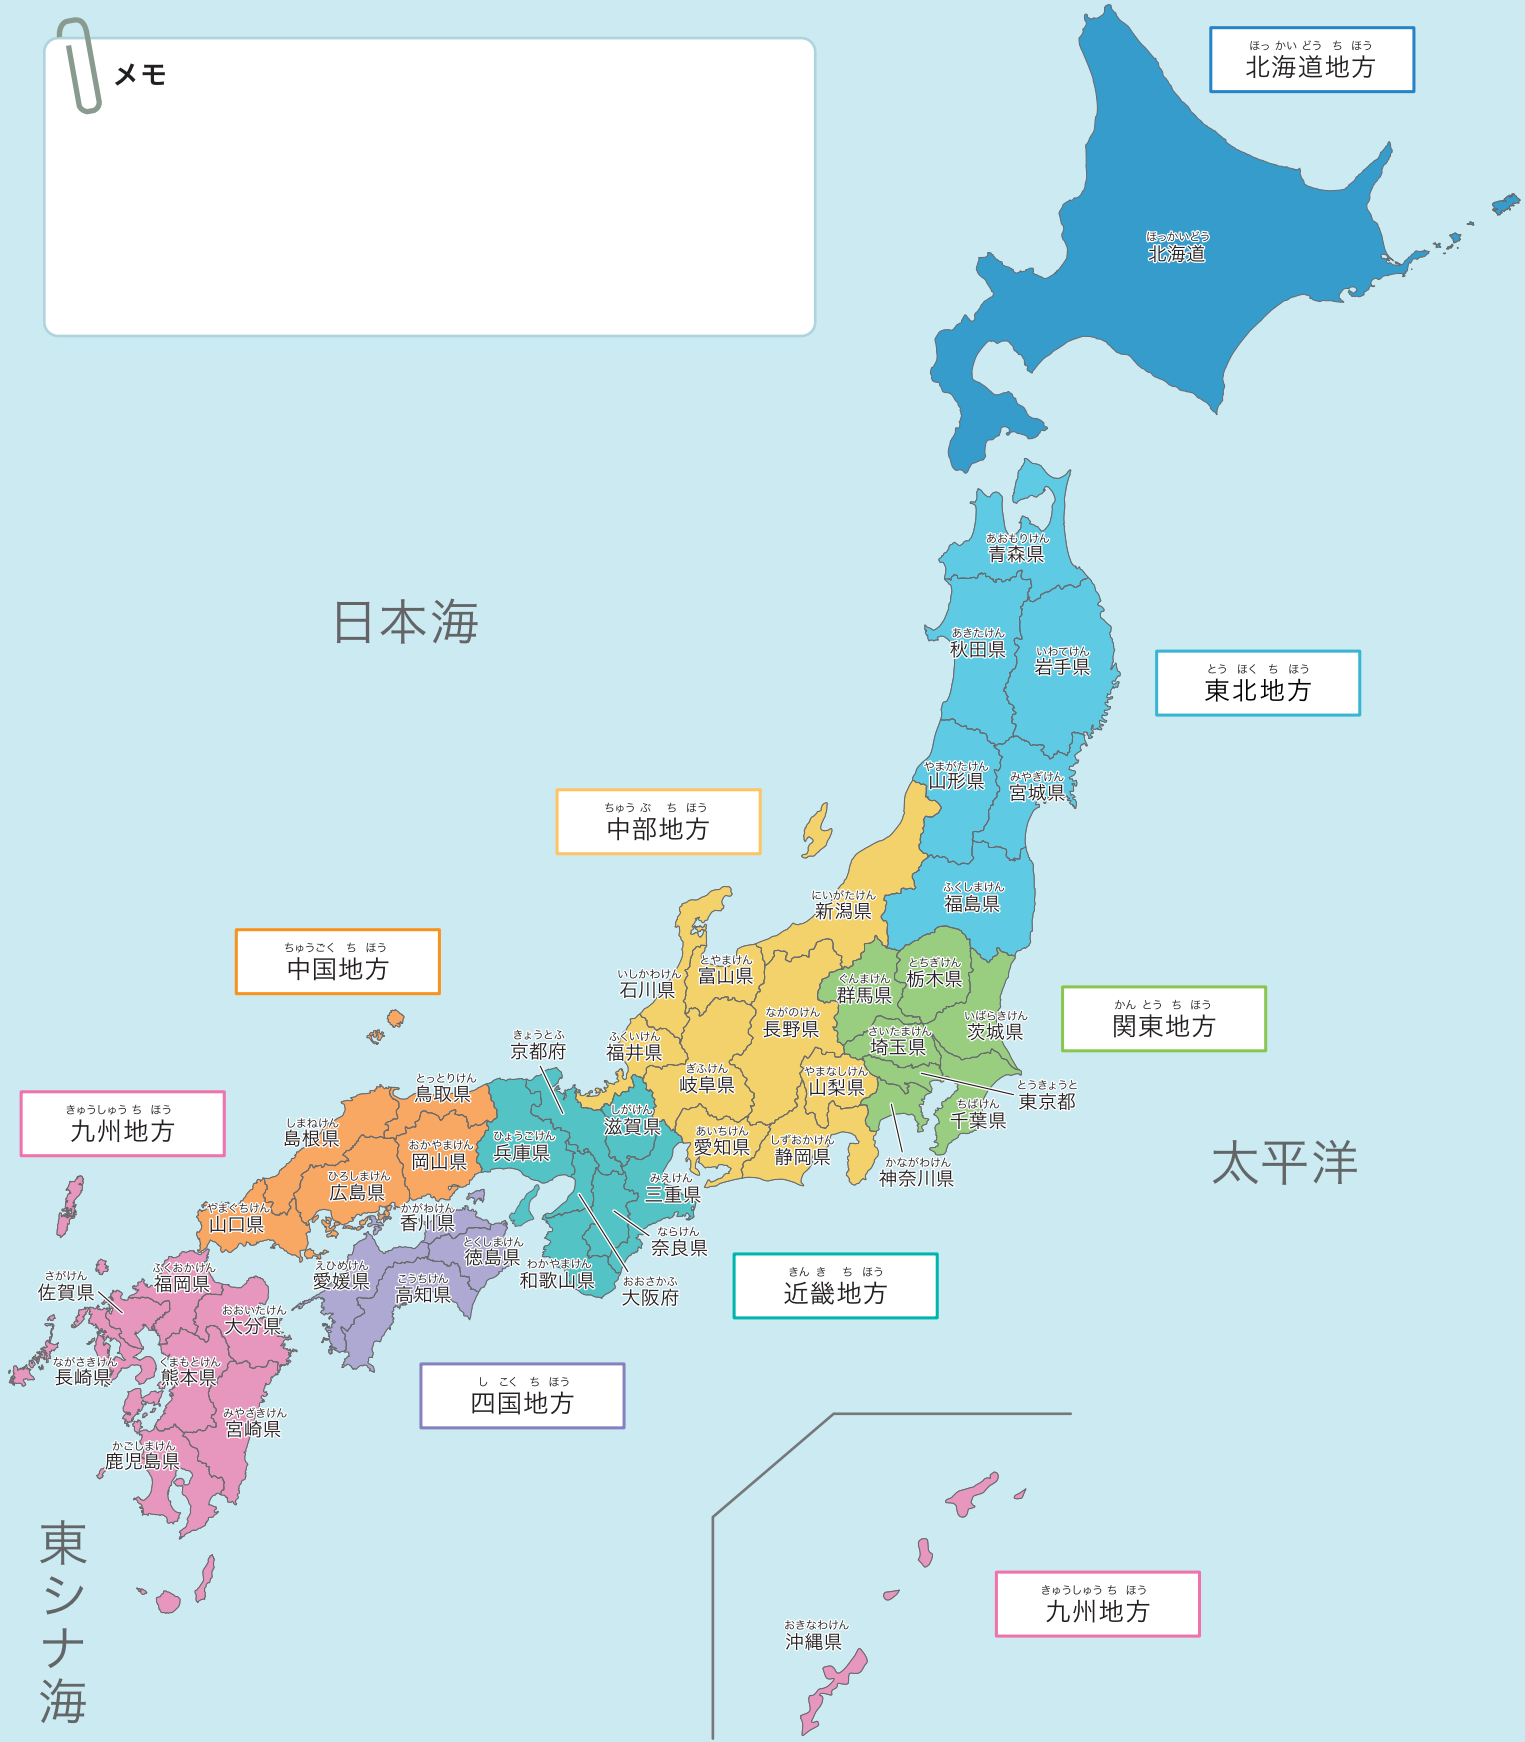 メモ
ほっ かい どう ち ほう
北海道地方
ほっかいどう
北海道
あおもりけん
青森県
日本海
あきたけん
秋田県
いわてけん
岩手県
とう ほく ち ほう
東北地方
やまがたけん
山形県
みやぎけん
宮城県
ちゅう ぶ ち ほう
中部地方
にいがたけん
新潟県
ふくしまけん
福島県
ちゅうごく ち ほう
中国地方
いしかわけん
石川県
とやまけん
富山県
ぐんまけん
群馬県
とちぎけん
栃木県
かん とう ち ほう
関東地方
ながのけん
長野県
いばらきけん
茨城県
さいたまけん
埼玉県
きょうとふ
京都府
ふくいけん
福井県
ぎふけん
岐阜県
やまなしけん
山梨県
とうきょうと
東京都
とっとりけん
鳥取県
きゅうしゅう ち ほう
九州地方
しまねけん
島根県
おかやまけん
岡山県
ひょうごけん
兵庫県
しがけん
滋賀県
あいちけん
愛知県
しずおかけん
静岡県
ちばけん
千葉県
かながわけん
神奈川県
太平洋
ひろしまけん
広島県
みえけん
三重県
やまぐちけん
山口県
かがわけん
香川県
とくしまけん
徳島県
ならけん
奈良県
わかやまけん
和歌山県
おおさかふ
大阪府
きん き ち ほう
近畿地方
さがけん
佐賀県
ふくおかけん
福岡県
えひめけん
愛媛県
こうちけん
高知県
おおいたけん
大分県
ながさきけん
長崎県
くまもとけん
熊本県
し こく ち ほう
四国地方
みやざきけん
宮崎県
かごしまけん
鹿児島県
東シナ海
きゅうしゅう ち ほう
九州地方
おきなわけん
沖縄県